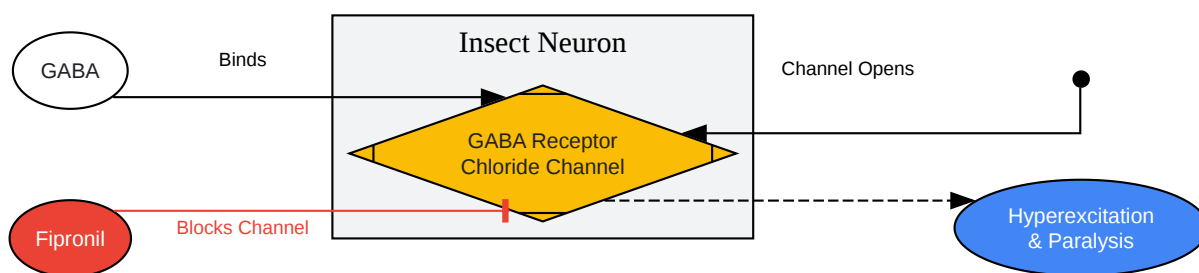 Insect Neuron
GABA
Binds
Channel Opens
GABA Receptor
Chloride Channel
Fipronil
Blocks Channel
Hyperexcitation
& Paralysis